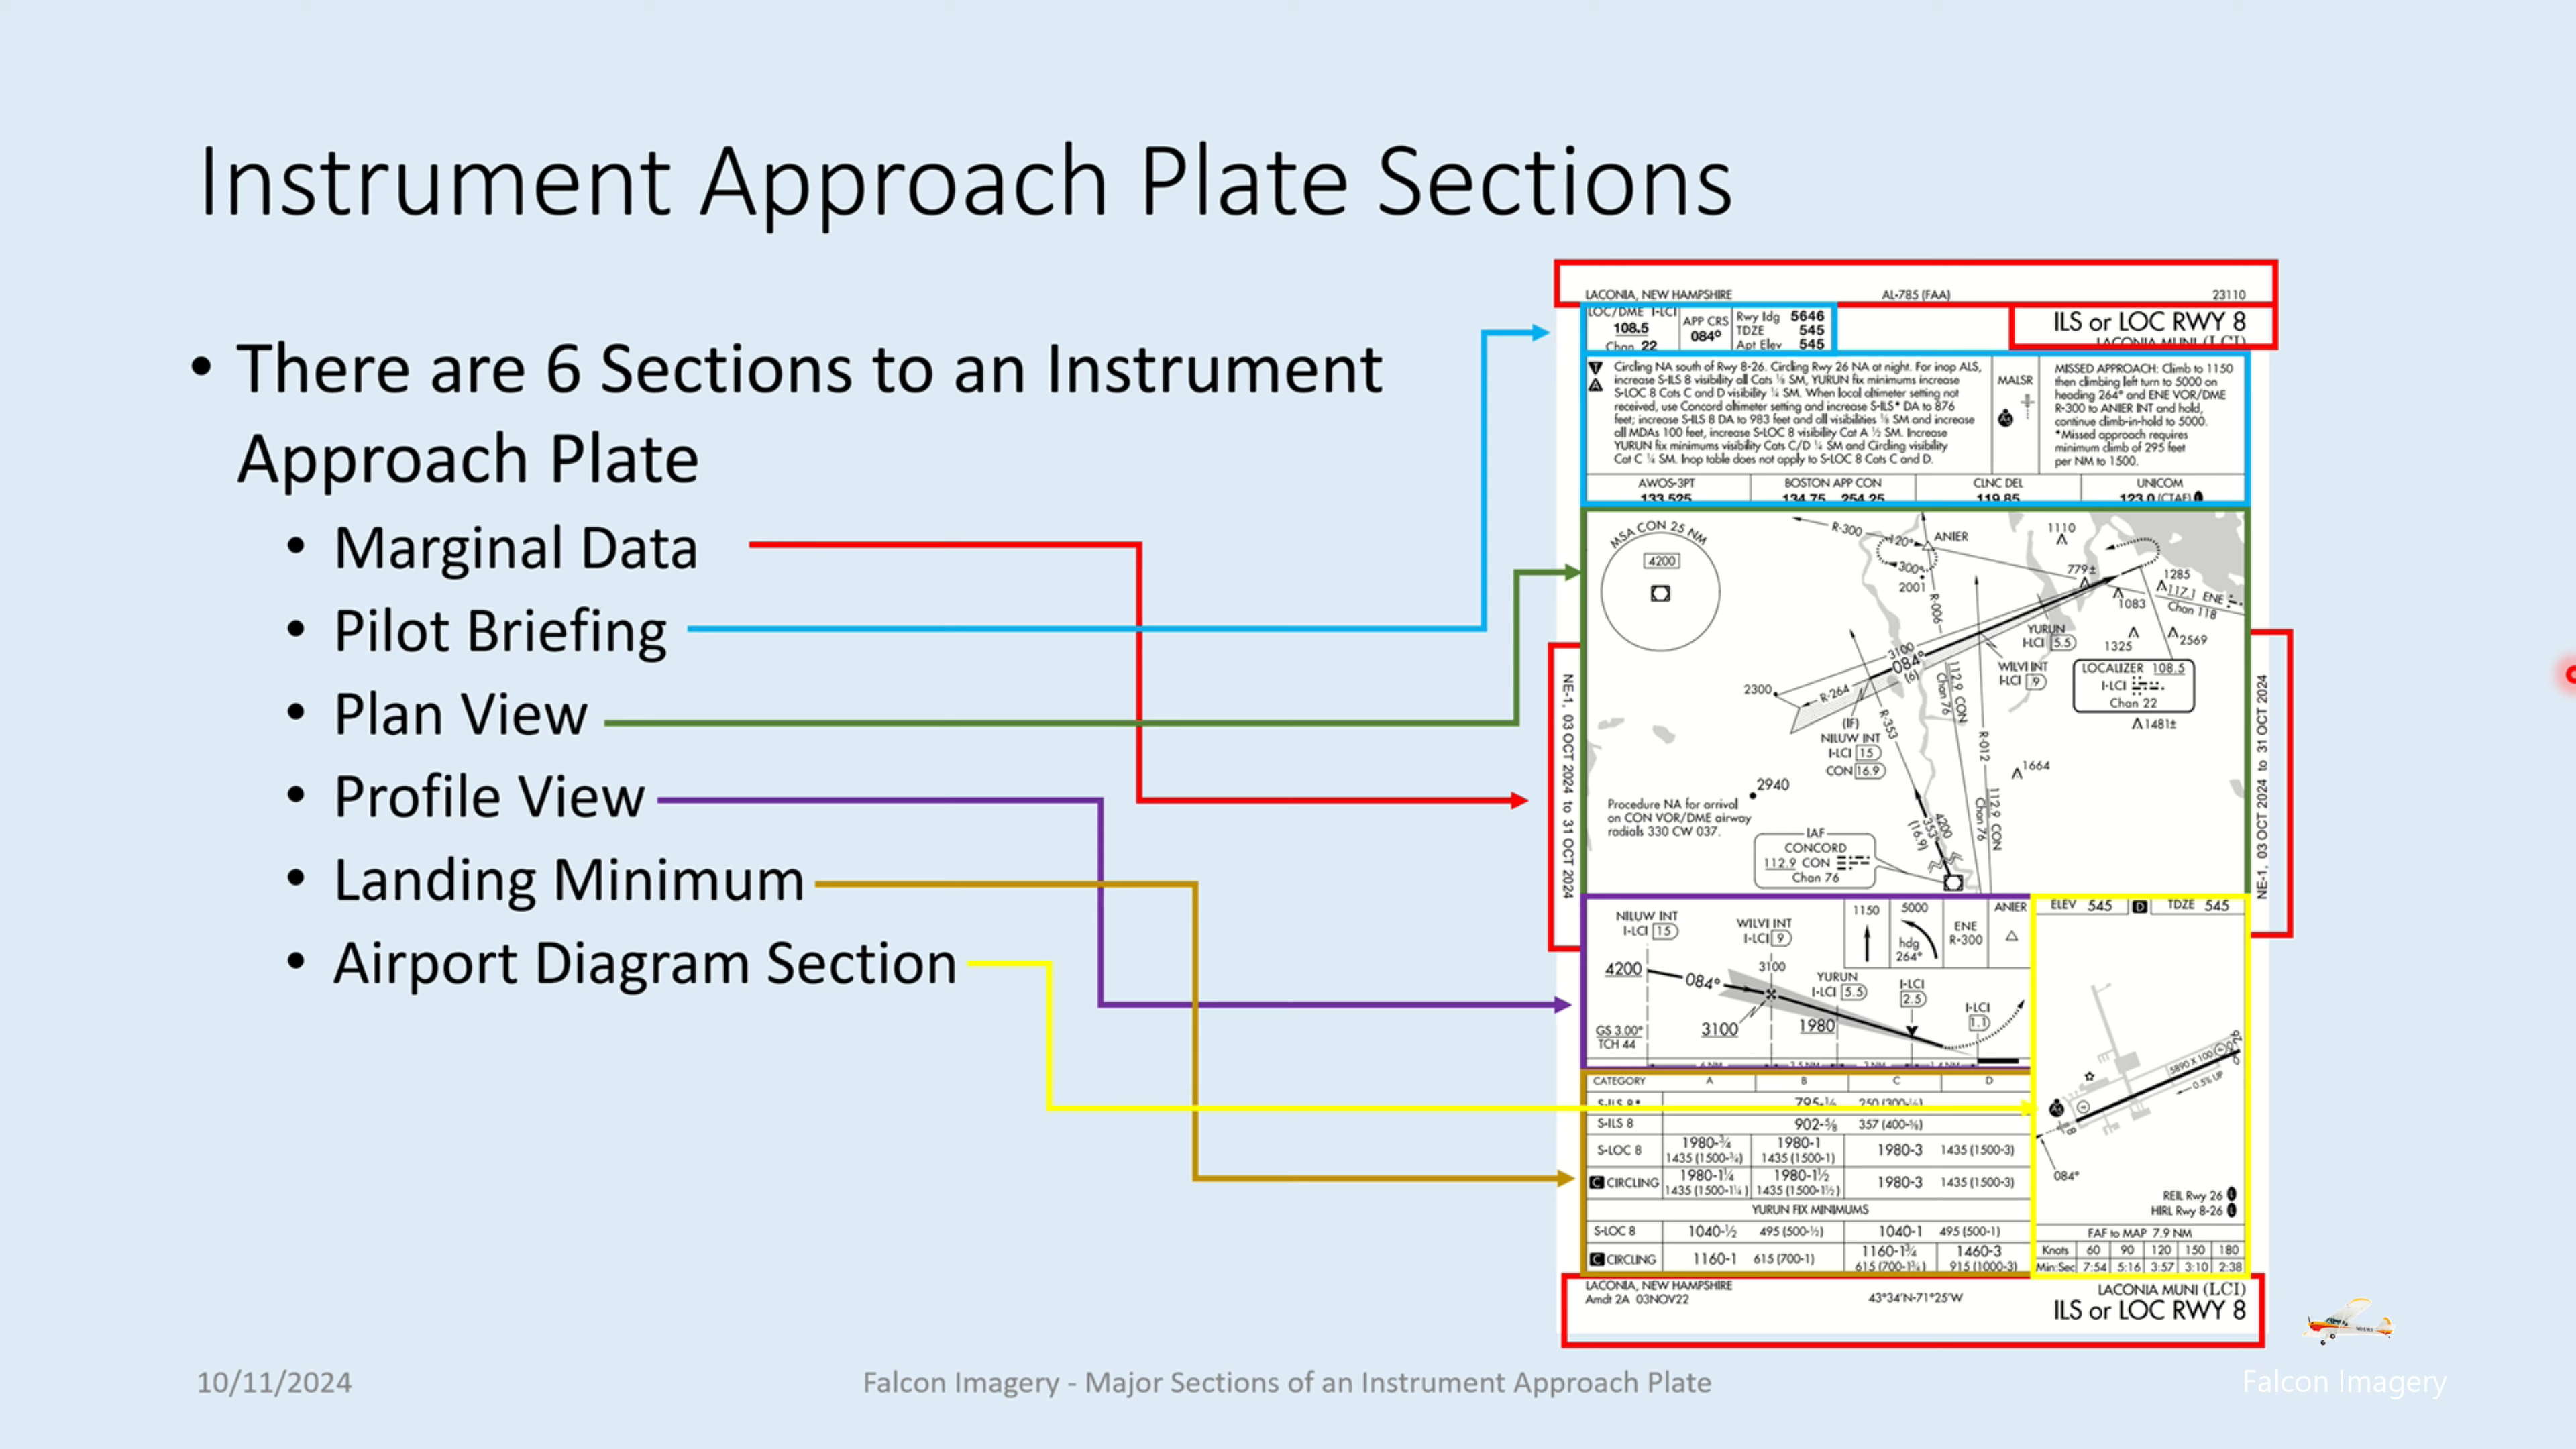 Instrument Approach Plate Sections
• There are 6 Sections to an Instrument
Approach Plate
• Marginal Data
• Pilot Briefing
• Plan View
• Profile View
• Landing Minimum
• Airport Diagram Section
LACONIA, NEW HAMPSHIRE AL-785 (FAA) 23110
LOC/DME I-LCI
108.5
Chan 22
APP CRS
084°
Rwy ldg 5646
TDZE 545
Apt Elev 545
ILS or LOC RWY 8
LACONIA MUNI (LCI)
T
A
Circling NA south of Rwy 8-26. Circling Rwy 26 NA at night. For inop ALS,
increase S-ILS 8 visibility all Cats ⅛ SM, YURUN fix minimums increase
S-LOC 8 Cats C and D visibility ¼ SM. When local altimeter setting not
received, use Concord altimeter setting and increase S-ILS* DA to 876
feet; increase S-ILS 8 DA to 983 feet and all visibilities ⅛ SM and increase
all MDAs 100 feet, increase S-LOC 8 visibility Cat A ½ SM. Increase
YURUN fix minimums visibility Cats C/D ¼ SM and Circling visibility
Cat C ¼ SM. Inop table does not apply to S-LOC 8 Cats C and D.
MALSR
MISSED APPROACH: Climb to 1150
then climbing left turn to 5000 on
heading 264° and ENE VOR/DME
R-300 to ANIER INT and hold,
continue climb-in-hold to 5000.
*Missed approach requires
minimum climb of 295 feet
per NM to 1500.
AWOS-3PT
133.525
BOSTON APP CON
134.75 254.25
CLNC DEL
119.85
UNICOM
123.0 (CTAF) L
MSA CON 25 NM
4200
R-300
120°
300°
ANIER
2001
R-006
1110
779±
1285
1083
117.1 ENE
Chan 118
1325
2569
YURUN
I-LCI 5.5
WILVI INT
I-LCI 9
LOCALIZER 108.5
I-LCI
Chan 22
1481±
3100
084°
(6)
2300
R-264
(IF)
NILUW INT
I-LCI 15
CON 16.9
R-353
112.9 CON
Chan 76
R-012
1664
112.9 CON
Chan 76
2940
Procedure NA for arrival
on CON VOR/DME airway
radials 330 CW 037.
IAF
CONCORD
112.9 CON
Chan 76
4200
353°
(16.9)
NE-1, 03 OCT 2024 to 31 OCT 2024
NE-1, 03 OCT 2024 to 31 OCT 2024
NILUW INT
I-LCI 15
WILVI INT
I-LCI 9
1150
5000
hdg
264°
ENE
R-300
ANIER
4200
084°
3100
YURUN
I-LCI 5.5
I-LCI
2.5
I-LCI
1.1
GS 3.00°
TCH 44
3100
1980
6 NM 3.5 NM 3 NM 1.4 NM
ELEV 545 D TDZE 545
5890 X 100
0.5% UP
26
8
084°
REIL Rwy 26 L
HIRL Rwy 8-26 L
FAF to MAP 7.9 NM
Knots 60 90 120 150 180
Min:Sec 7:54 5:16 3:57 3:10 2:38
CATEGORY A B C D
S-ILS 8* 795-½ 250 (300-½)
S-ILS 8 902-⅝ 357 (400-⅝)
S-LOC 8 1980-¾ 1980-1 1980-3 1435 (1500-3)
1435 (1500-¾) 1435 (1500-1)
C CIRCLING 1980-1¼ 1980-1½ 1980-3 1435 (1500-3)
1435 (1500-1¼) 1435 (1500-1½)
YURUN FIX MINIMUMS
S-LOC 8 1040-½ 495 (500-½) 1040-1 495 (500-1)
C CIRCLING 1160-1 615 (700-1) 1160-1¾ 1460-3
615 (700-1¾) 915 (1000-3)
LACONIA, NEW HAMPSHIRE
Amdt 2A 03NOV22
43°34'N-71°25'W
LACONIA MUNI (LCI)
ILS or LOC RWY 8
10/11/2024
Falcon Imagery - Major Sections of an Instrument Approach Plate
Falcon Imagery